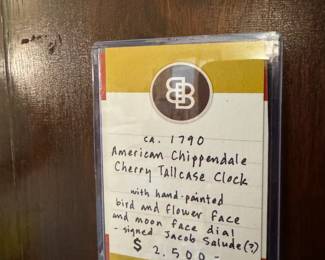 ca. 1790
American Chippendale
Cherry Tallcase Clock
with hand-painted
bird and flower face
and moon face dial
- signed Jacob Salude (?)
$ 2,500 -